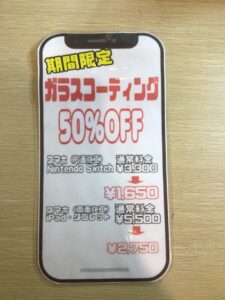 期間限定
ガラスコーティング
50%OFF
スマホ 通常料金
Nintendo Switch ¥3,300
¥1,650
スマホ 通常料金
iPad・タブレット ¥5,500
¥2,750